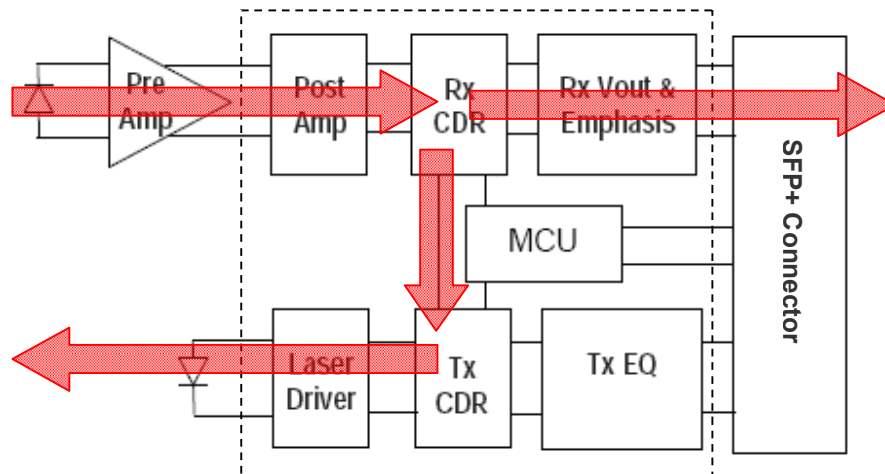 Pre
Amp
Post
Amp
Rx
CDR
Rx Vout &
Emphasis
SFP+ Connector
MCU
Laser
Driver
Tx
CDR
Tx EQ